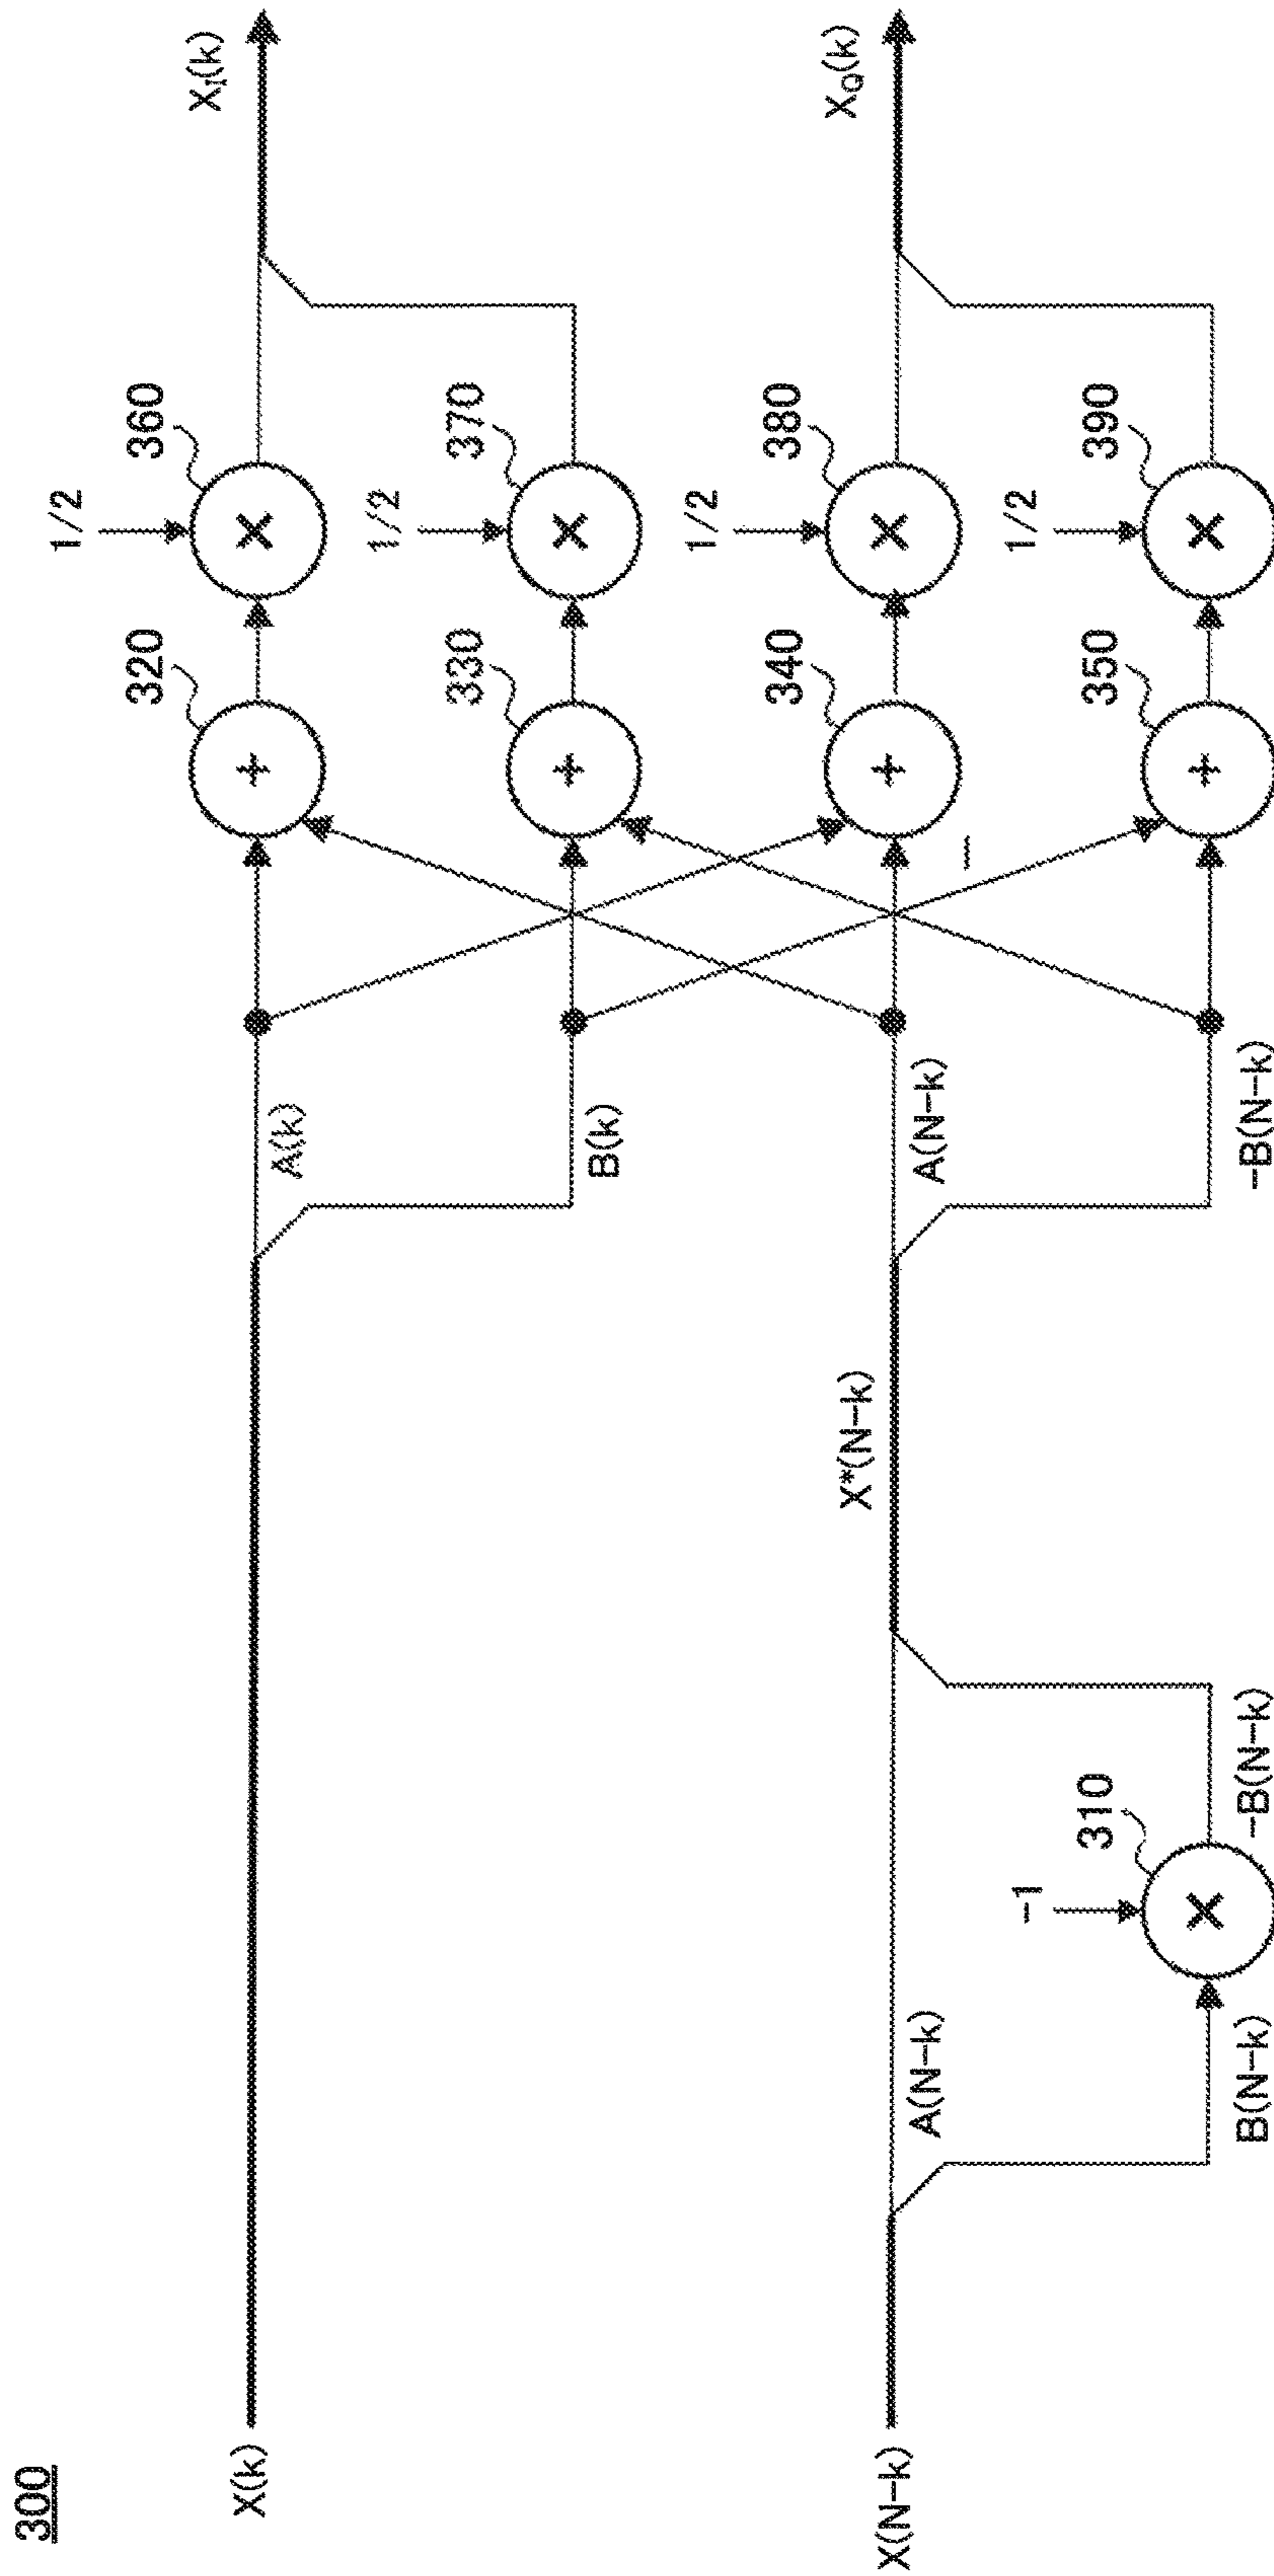 300
X(k)
A(k)
B(k)
320
330
340
350
1/2
360
1/2
370
1/2
380
1/2
390
X_I(k)
X_Q(k)
X(N−k)
A(N−k)
B(N−k)
−1
310
−B(N−k)
X*(N−k)
A(N−k)
−B(N−k)
−
+
+
+
+
×
×
×
×
×